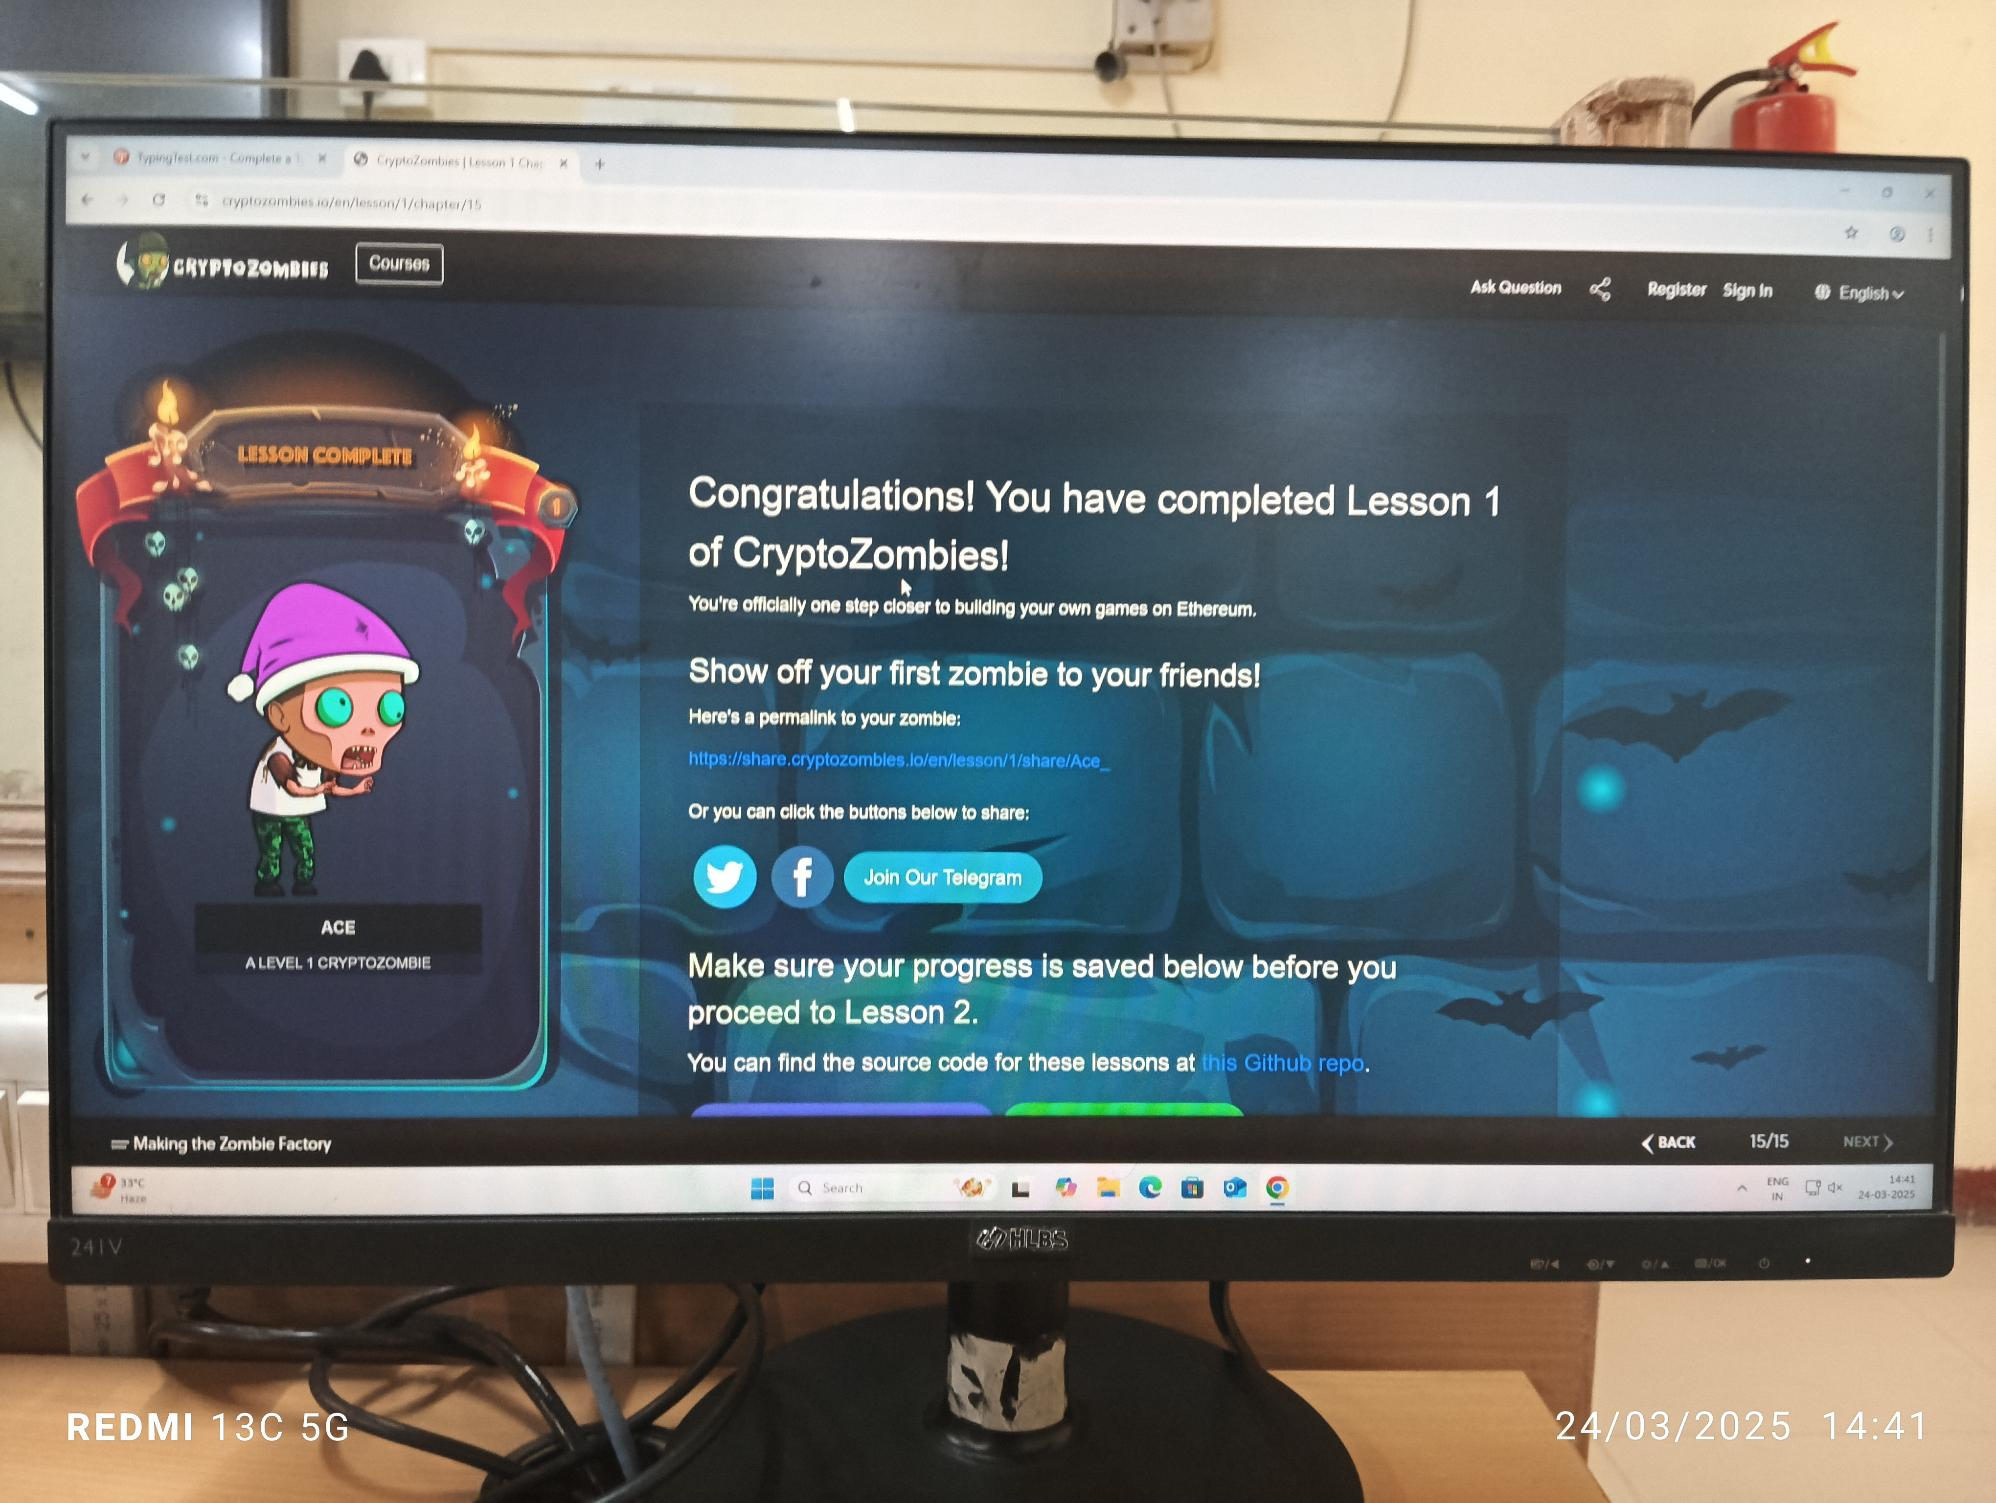 TypingTest.com - Complete a
CryptoZombies | Lesson 1 Cha
cryptozombies.io/en/lesson/1/chapter/15
CRYPTOZOMBIES
Courses
Ask Question
Register
Sign In
English
LESSON COMPLETE
1
Congratulations! You have completed Lesson 1
of CryptoZombies!
You're officially one step closer to building your own games on Ethereum.
Show off your first zombie to your friends!
Here's a permalink to your zombie:
https://share.cryptozombies.io/en/lesson/1/share/Ace_
Or you can click the buttons below to share:
Join Our Telegram
ACE
A LEVEL 1 CRYPTOZOMBIE
Make sure your progress is saved below before you
proceed to Lesson 2.
You can find the source code for these lessons at this Github repo.
Making the Zombie Factory
BACK
15/15
NEXT
33°C
Haze
Search
ENG
IN
14:41
24-03-2025
241V
HLBS
REDMI 13C 5G
24/03/2025 14:41